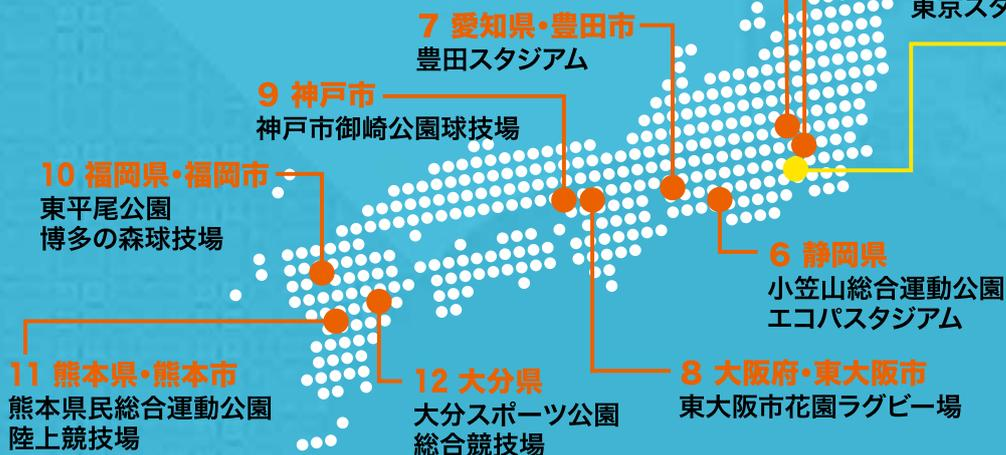 東京スタ
7 愛知県・豊田市
豊田スタジアム
9 神戸市
神戸市御崎公園球技場
10 福岡県・福岡市
東平尾公園
博多の森球技場
6 静岡県
小笠山総合運動公園
エコパスタジアム
11 熊本県・熊本市
熊本県民総合運動公園
陸上競技場
12 大分県
大分スポーツ公園
総合競技場
8 大阪府・東大阪市
東大阪市花園ラグビー場